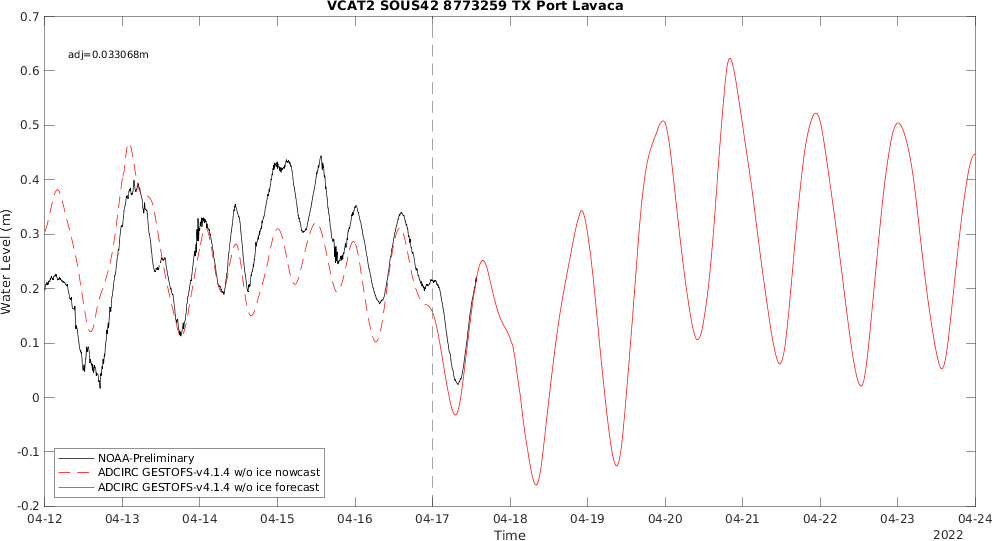 VCAT2 SOUS42 8773259 TX Port Lavaca
0.7
adj=0.033068m
0.6
0.5
0.4
0.3
0.2
0.1
0
-0.1
-0.2
Water Level (m)
NOAA-Preliminary
ADCIRC GESTOFS-v4.1.4 w/o ice nowcast
ADCIRC GESTOFS-v4.1.4 w/o ice forecast
04-12 04-13 04-14 04-15 04-16 04-17 04-18 04-19 04-20 04-21 04-22 04-23 04-24
Time
2022